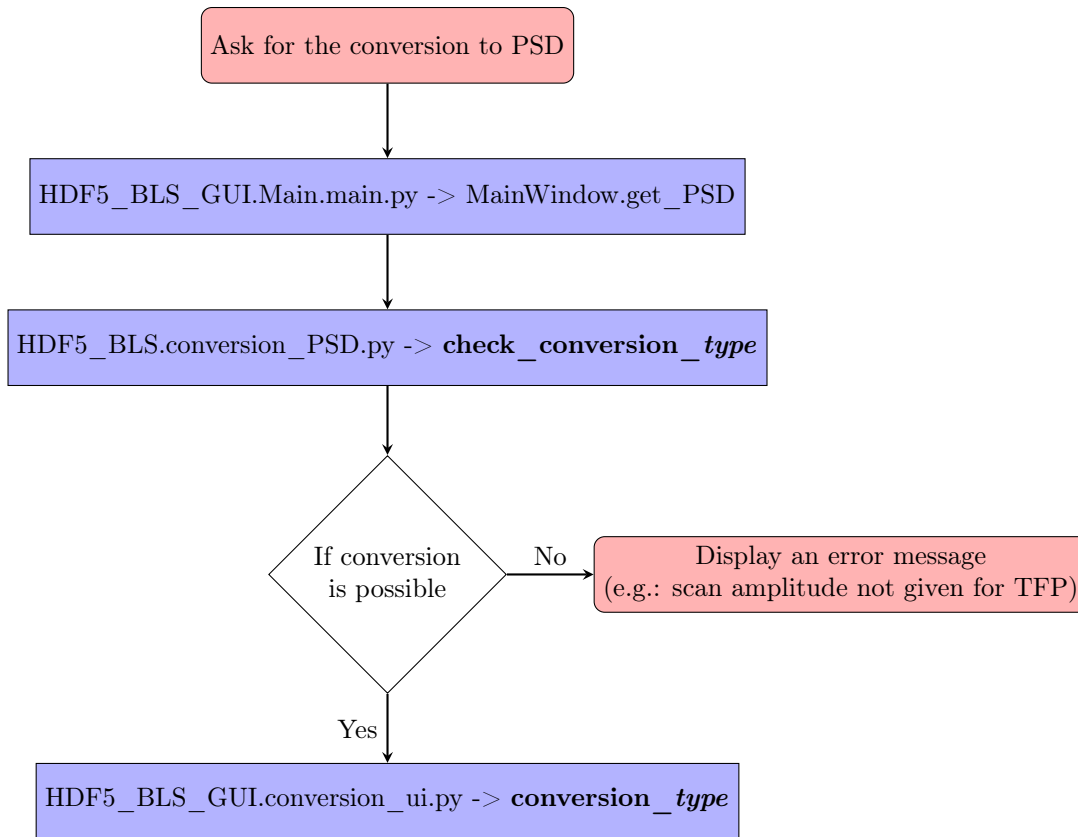 Ask for the conversion to PSD
HDF5_BLS_GUI.Main.main.py -> MainWindow.get_PSD
HDF5_BLS.conversion_PSD.py -> check_conversion_type
If conversion
is possible
No
Display an error message
(e.g.: scan amplitude not given for TFP)
Yes
HDF5_BLS_GUI.conversion_ui.py -> conversion_type